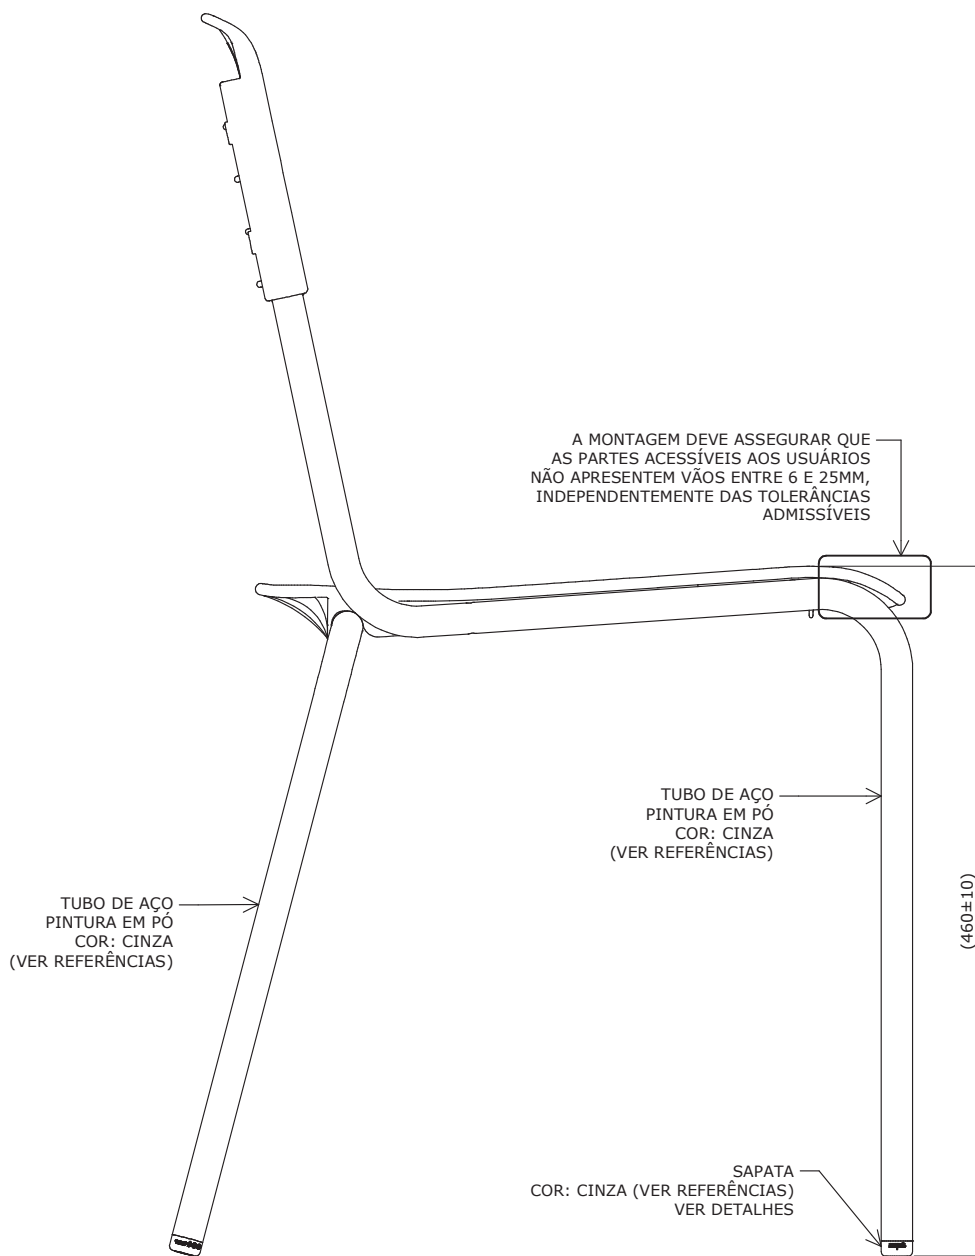 A MONTAGEM DEVE ASSEGURAR QUE
AS PARTES ACESSÍVEIS AOS USUÁRIOS
NÃO APRESENTEM VÃOS ENTRE 6 E 25MM,
INDEPENDENTEMENTE DAS TOLERÂNCIAS
ADMISSÍVEIS
TUBO DE AÇO
PINTURA EM PÓ
COR: CINZA
(VER REFERÊNCIAS)
(460±10)
TUBO DE AÇO
PINTURA EM PÓ
COR: CINZA
(VER REFERÊNCIAS)
SAPATA
COR: CINZA (VER REFERÊNCIAS)
VER DETALHES